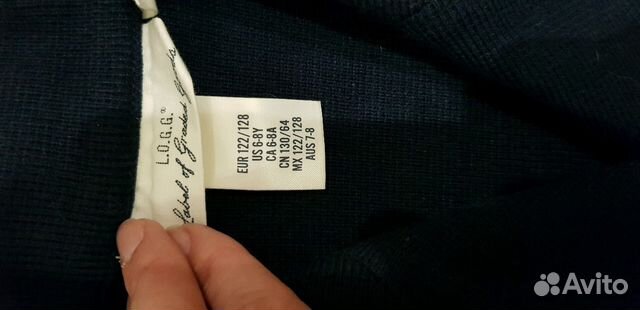 L.O.G.G.®
Label of Graded Goods
EUR 122/128
US 6-8Y
CA 6-8A
CN 130/64
MX 122/128
AUS 7-8
Avito